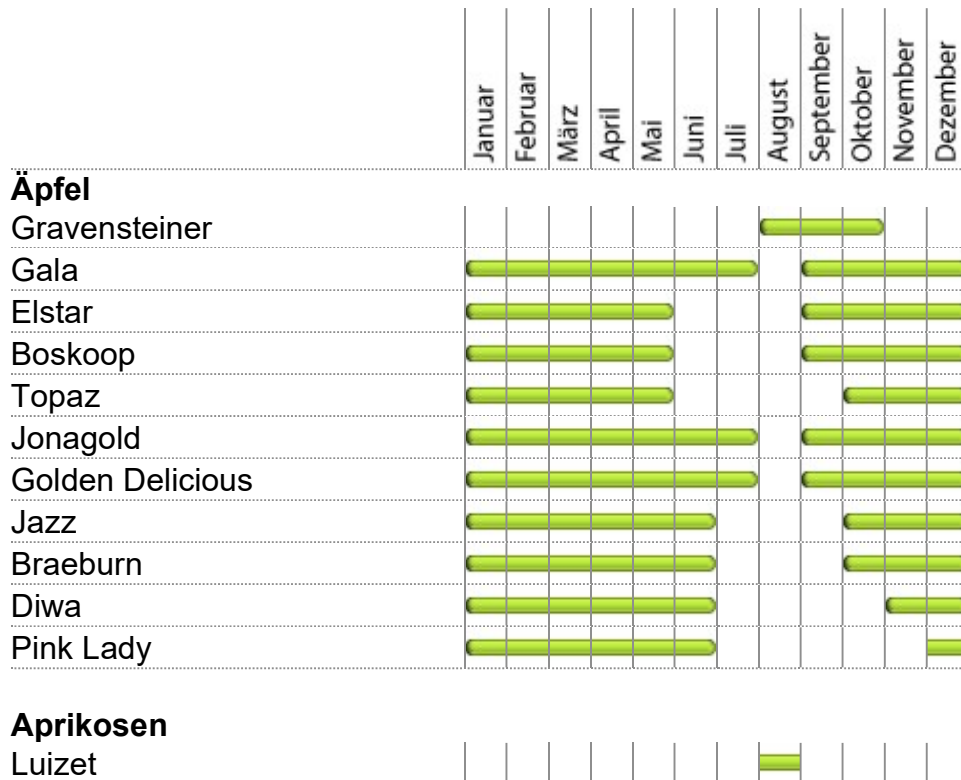 Januar Februar März April Mai Juni Juli August September Oktober November Dezember
Äpfel
Gravensteiner
Gala
Elstar
Boskoop
Topaz
Jonagold
Golden Delicious
Jazz
Braeburn
Diwa
Pink Lady
Aprikosen
Luizet